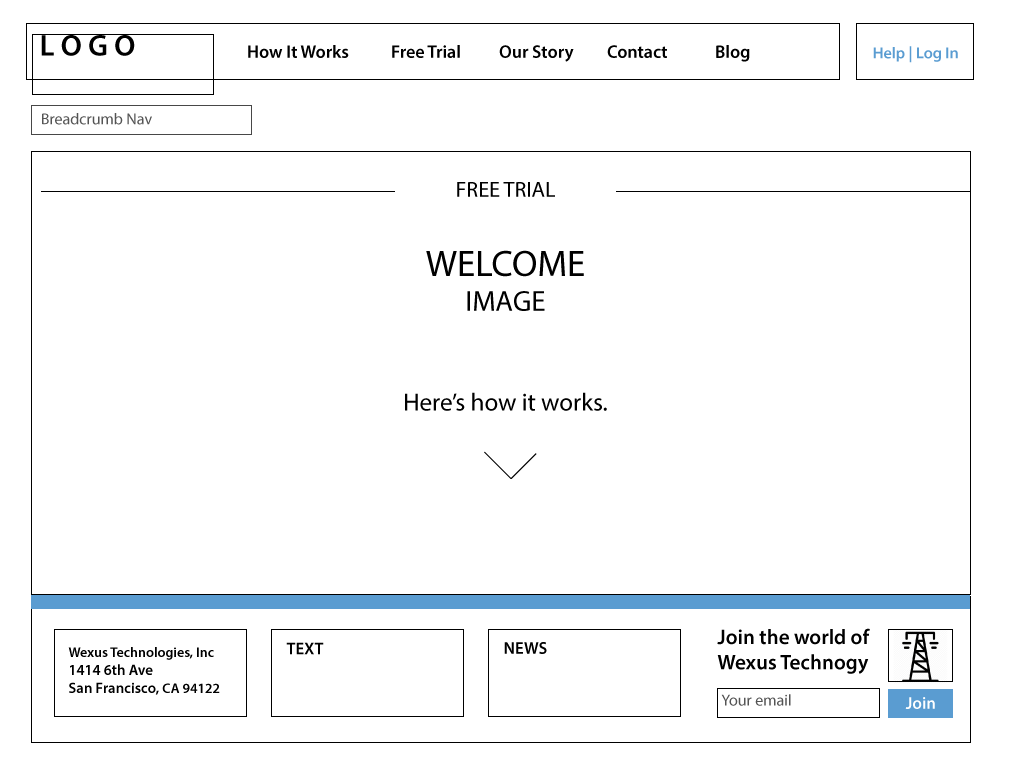 LOGO
How It Works
Free Trial
Our Story
Contact
Blog
Help | Log In
Breadcrumb Nav
FREE TRIAL
WELCOME
IMAGE
Here’s how it works.
Wexus Technologies, Inc
1414 6th Ave
San Francisco, CA 94122
TEXT
NEWS
Join the world of
Wexus Technogy
Your email
Join